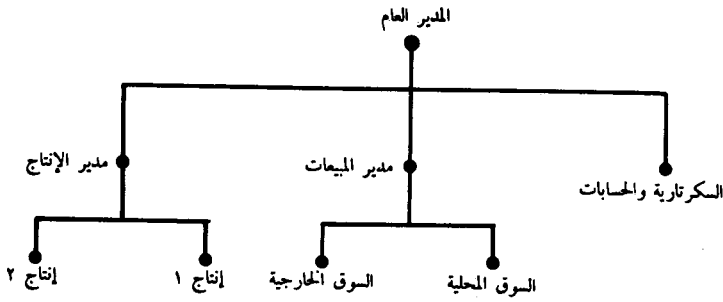 المدير العام
السكرتارية والحسابات
مدير المبيعات
مدير الإنتاج
السوق المحلية
السوق الخارجية
إنتاج ١
إنتاج ٢